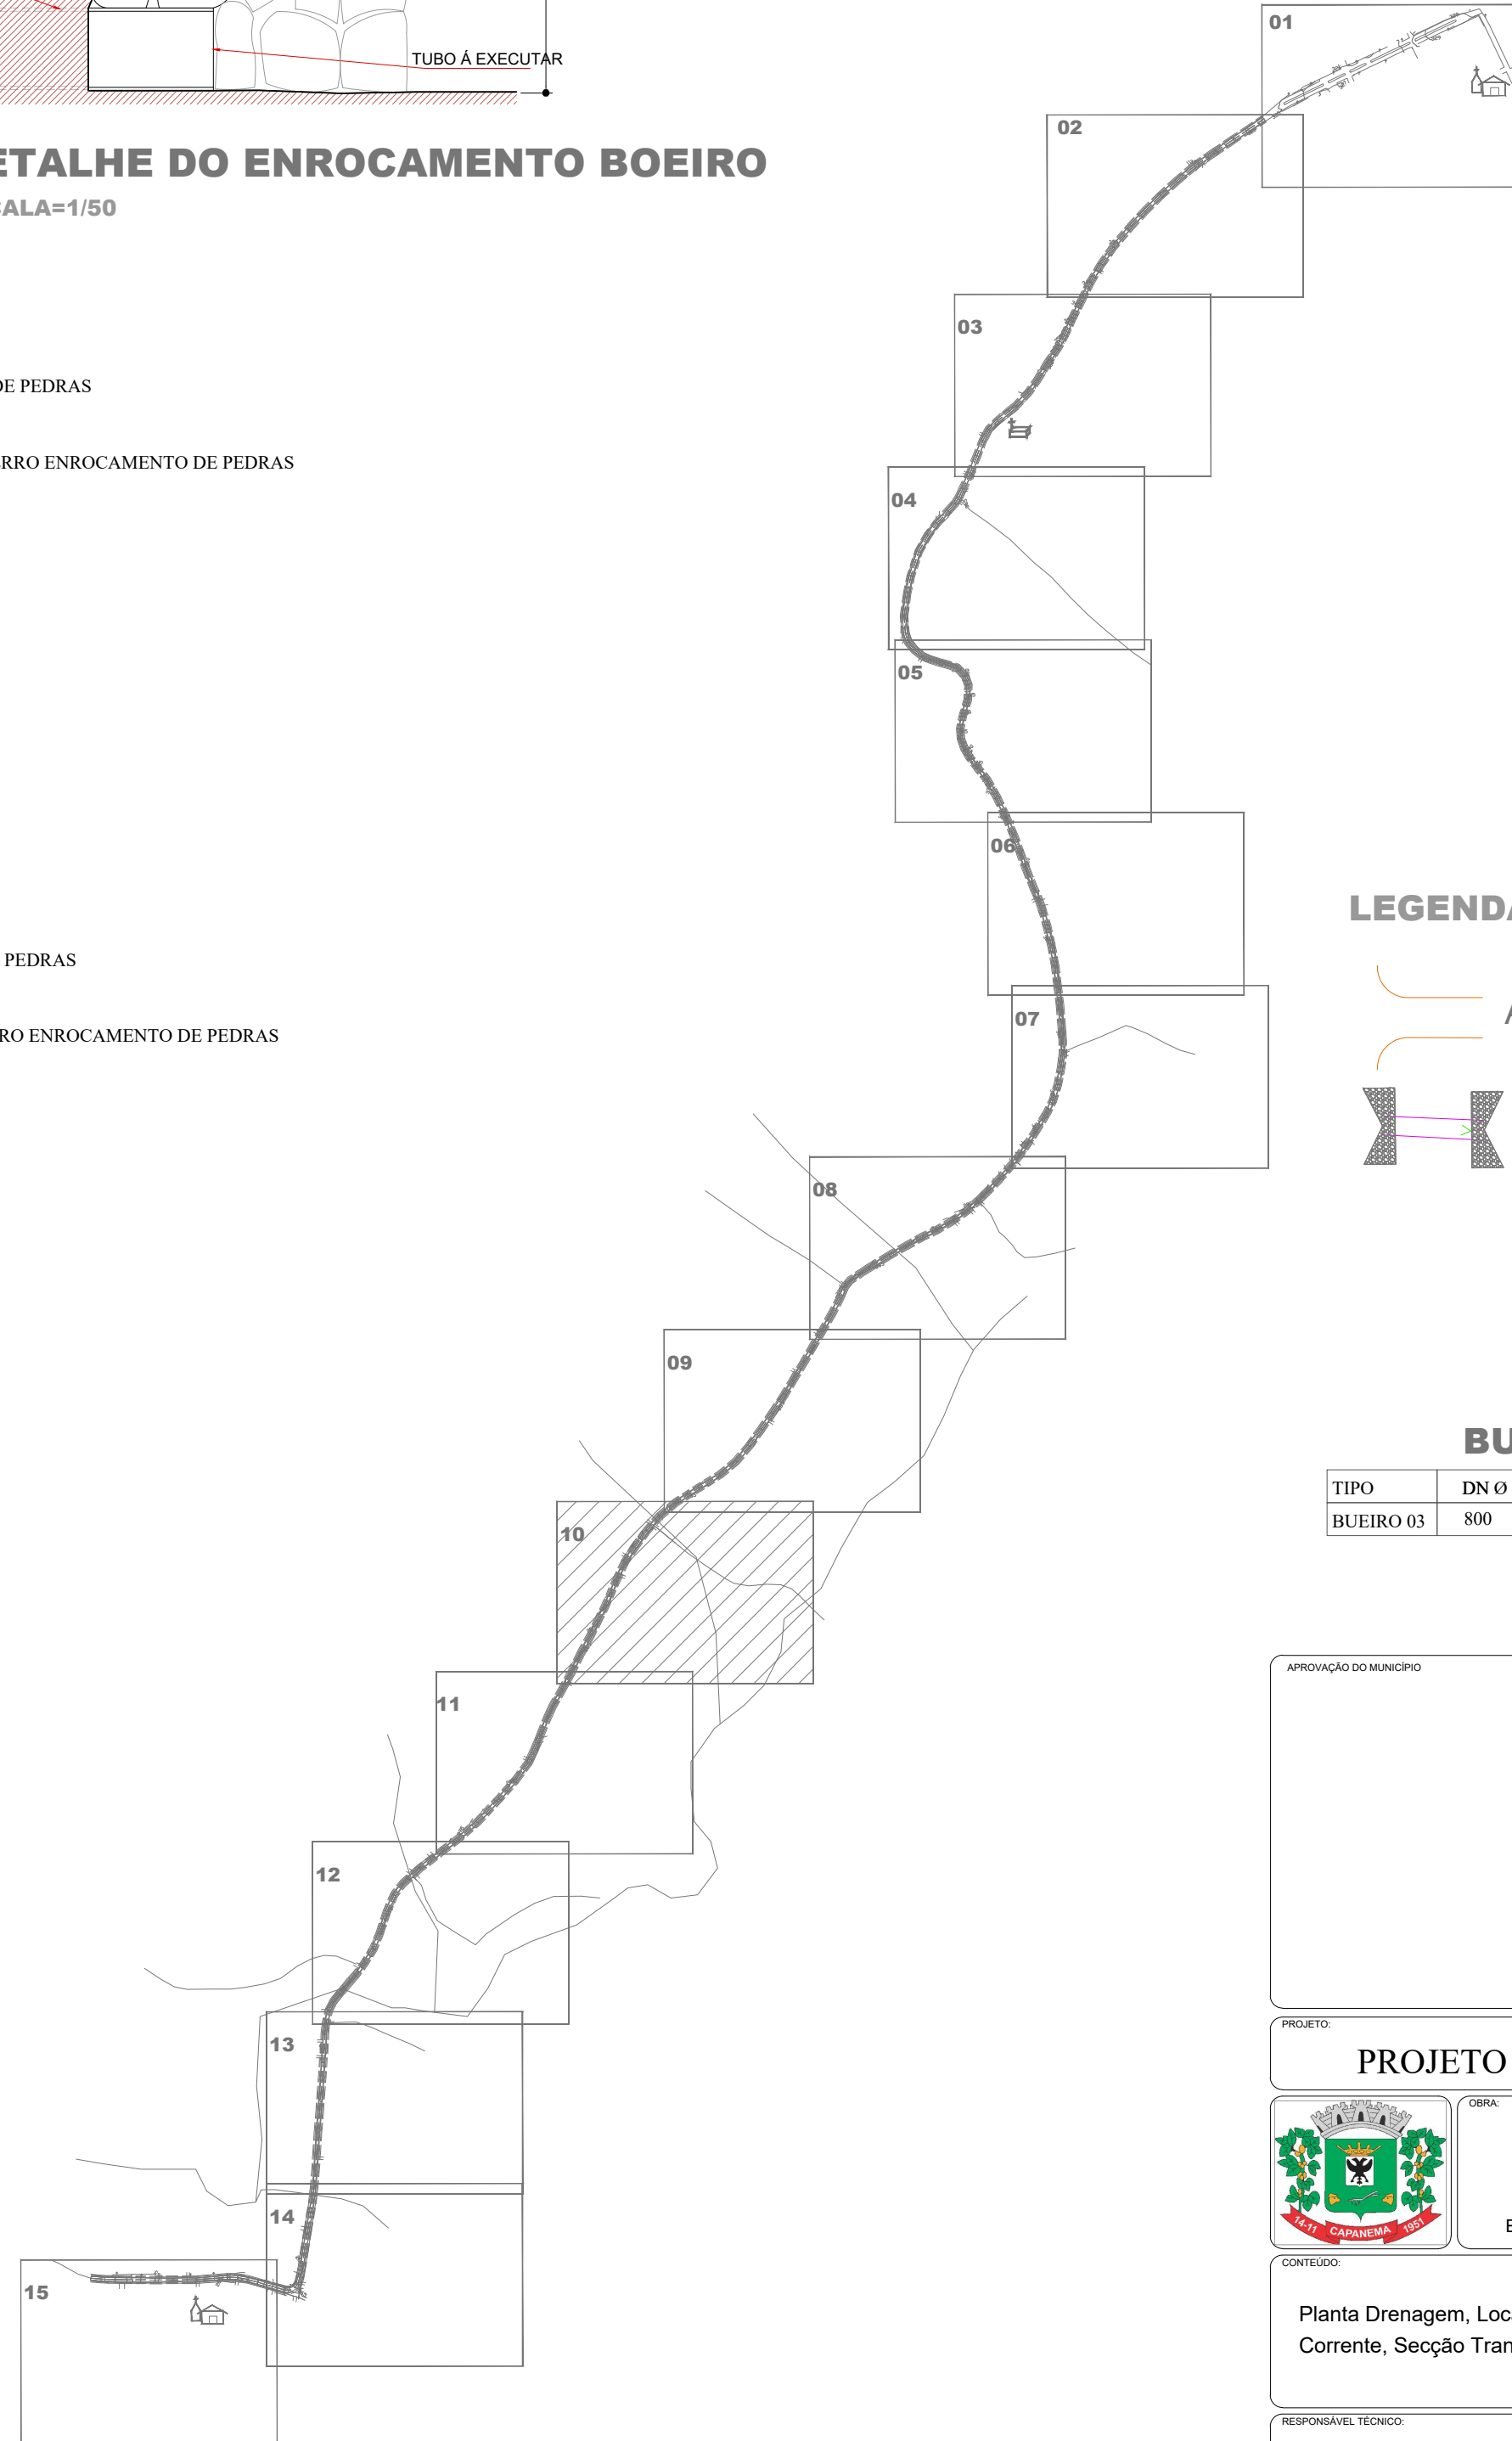 TUBO Á EXECUTAR
ETALHE DO ENROCAMENTO BOEIRO
CALA=1/50
DE PEDRAS
RRO ENROCAMENTO DE PEDRAS
PEDRAS
RO ENROCAMENTO DE PEDRAS
01
02
03
04
05
06
07
08
09
10
11
12
13
14
15
LEGENDA
BU
TIPO DN Ø
BUEIRO 03 800
APROVAÇÃO DO MUNICÍPIO
PROJETO:
PROJETO
OBRA:
14-11 CAPANEMA 1951
CONTEÚDO:
Planta Drenagem, Loc
Corrente, Secção Tran
RESPONSÁVEL TÉCNICO: